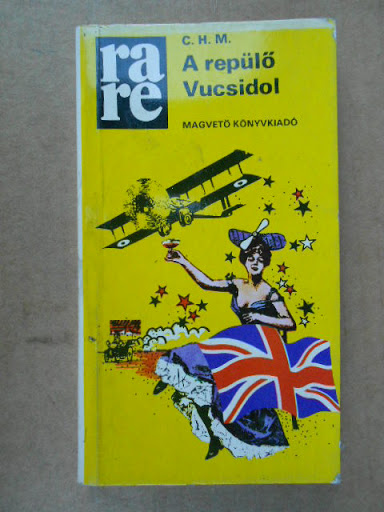 ra
re
C. H. M.
A repülő
Vucsidol
MAGVETŐ KÖNYVKIADÓ